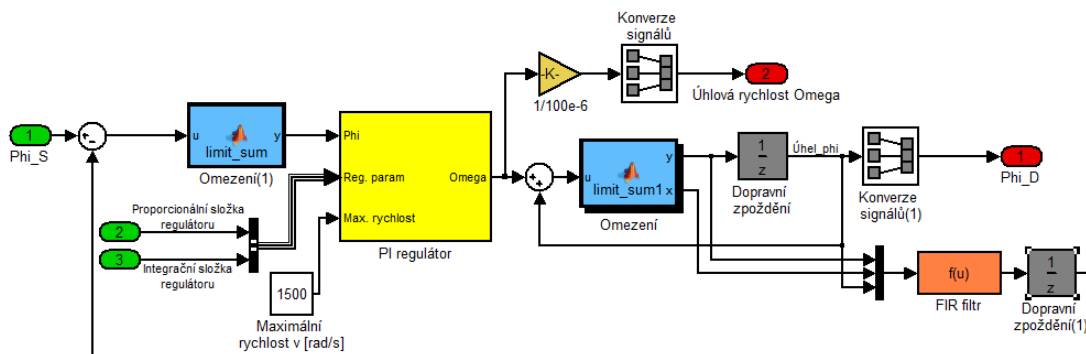 Konverze
signálů
-K-
1/100e-6
2
Úhlová rychlost Omega
1
Phi_S
u
y
limit_sum
Omezení(1)
Phi
Reg. param
Max. rychlost
Omega
PI regulátor
u
y
x
limit_sum1
Omezení
1
z
Dopravní
zpoždění
Úhel_phi
Konverze
signálů(1)
1
Phi_D
Proporcionální složka
regulátoru
2
3
Integrační složka
regulátoru
1500
Maximální
rychlost v [rad/s]
f(u)
FIR filtr
1
z
Dopravní
zpoždění(1)